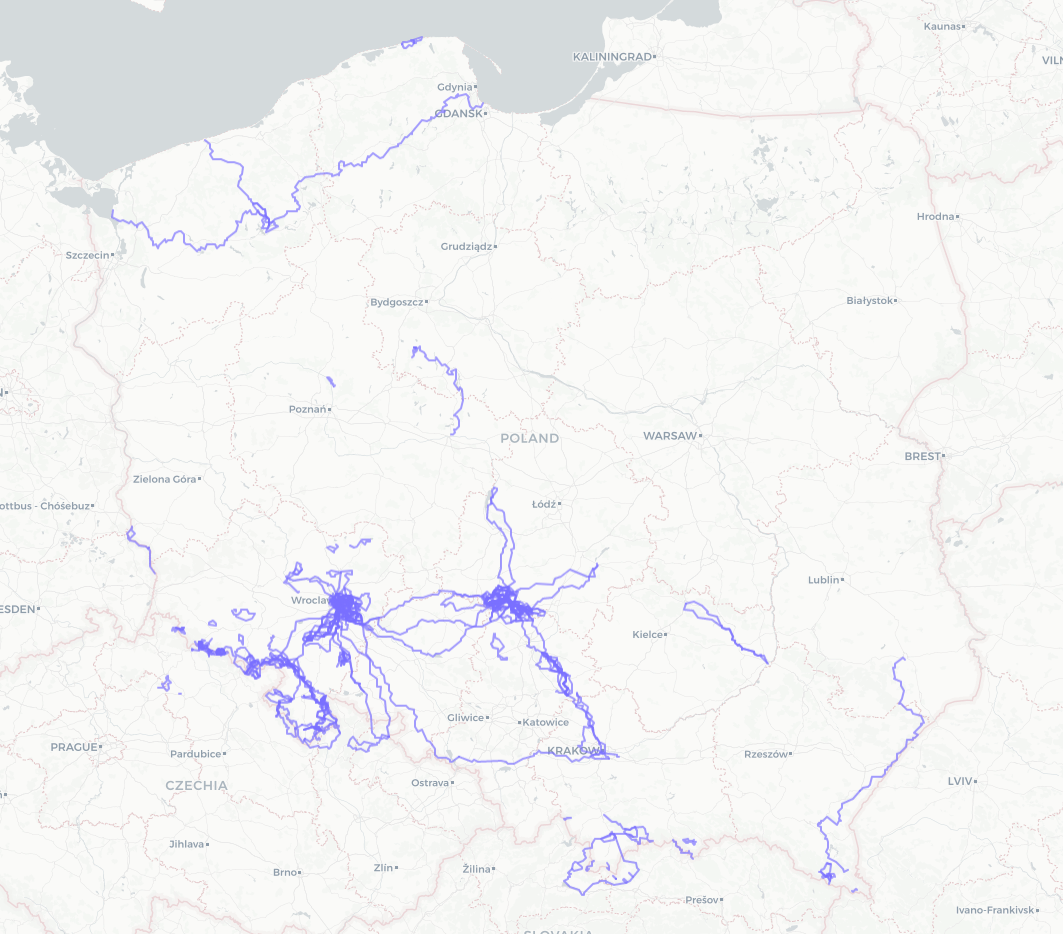 Kaunas
KALININGRAD
VILN
Gdynia
GDANSK
Hrodna
Grudziądz
Szczecin
Bydgoszcz
Białystok
Poznań
POLAND
WARSAW
BREST
Zielona Góra
ottbus - Chóśebuz
Łódź
Lublin
Wrocław
ESDEN
Kielce
Gliwice
Katowice
PRAGUE
Pardubice
KRAKOW
Rzeszów
CZECHIA
Ostrava
LVIV
Jihlava
Brno
Zlín
Žilina
Prešov
Ivano-Frankivsk
SLOVAKIA